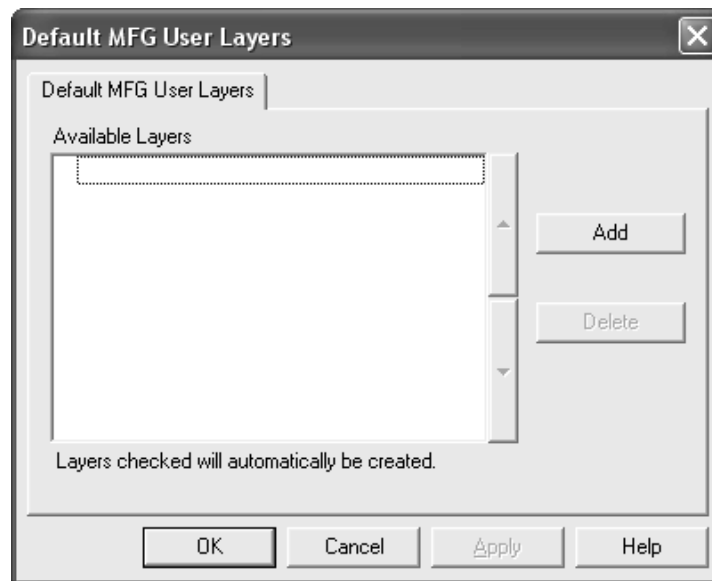 Default MFG User Layers
Default MFG User Layers
Available Layers
Add
Delete
Layers checked will automatically be created.
OK Cancel Apply Help